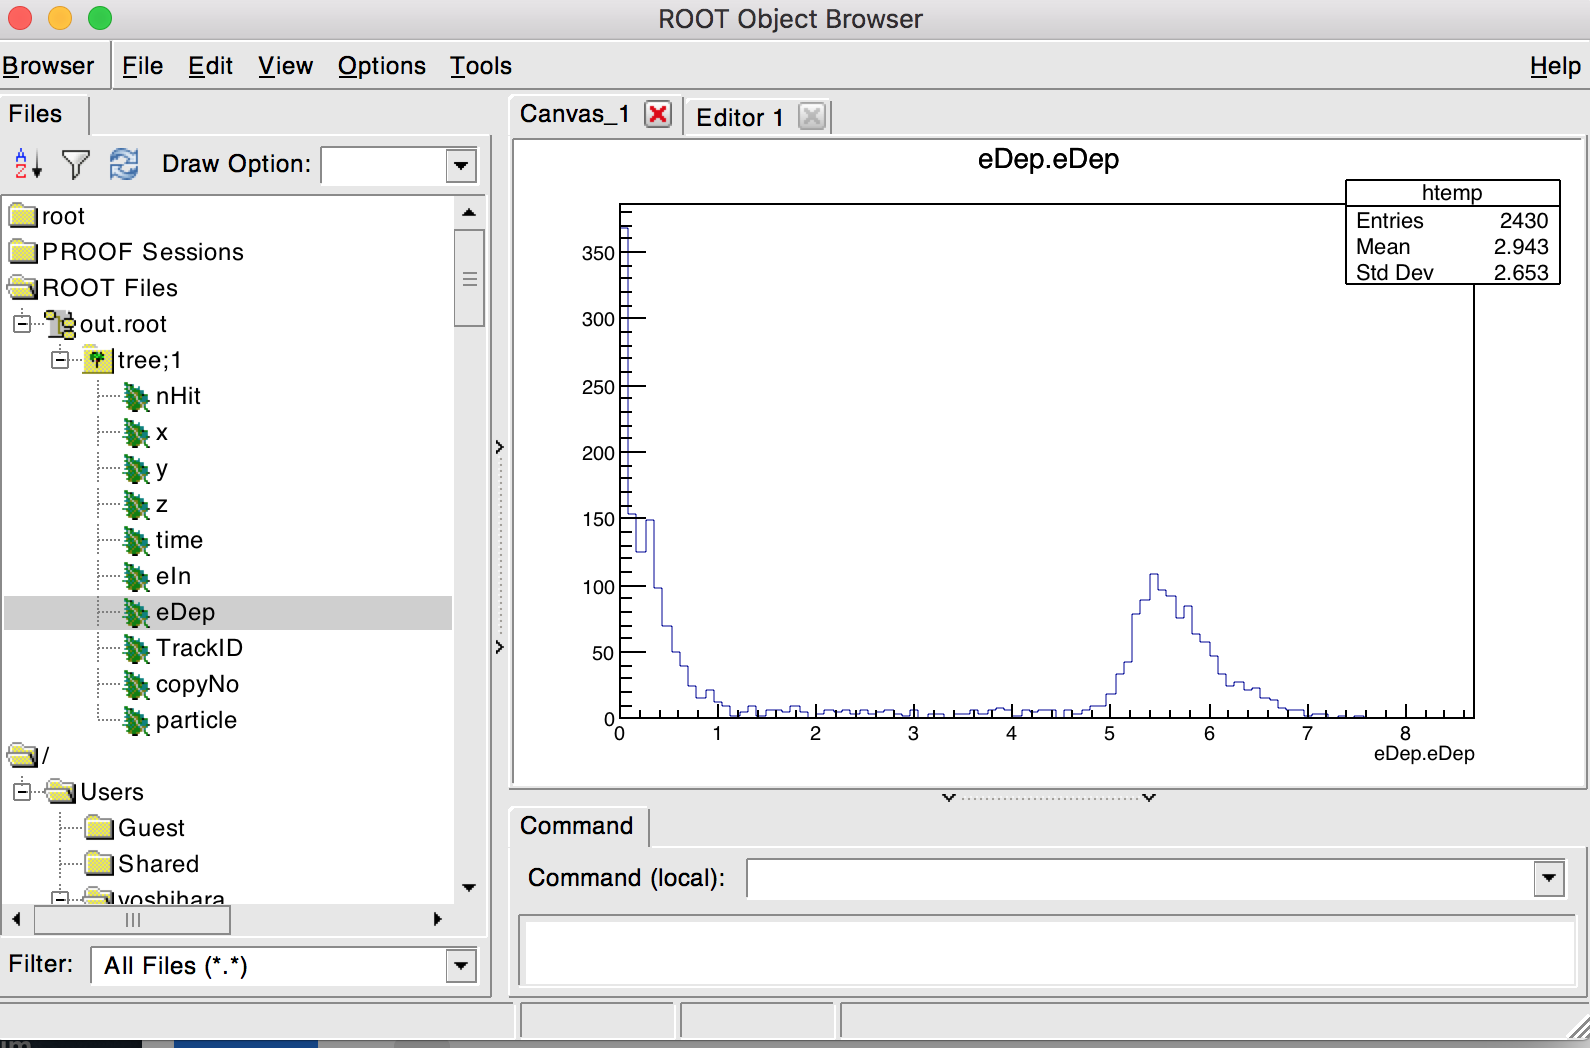 ROOT Object Browser
Browser File Edit View Options Tools Help
Files
Canvas_1 Editor 1
A
Z
Draw Option:
root
PROOF Sessions
ROOT Files
out.root
tree;1
nHit
x
y
z
time
eIn
eDep
TrackID
copyNo
particle
/
Users
Guest
Shared
yoshihara
Filter: All Files (*.*)
eDep.eDep
htemp
Entries 2430
Mean 2.943
Std Dev 2.653
350
300
250
200
150
100
50
0
0 1 2 3 4 5 6 7 8
eDep.eDep
Command
Command (local):